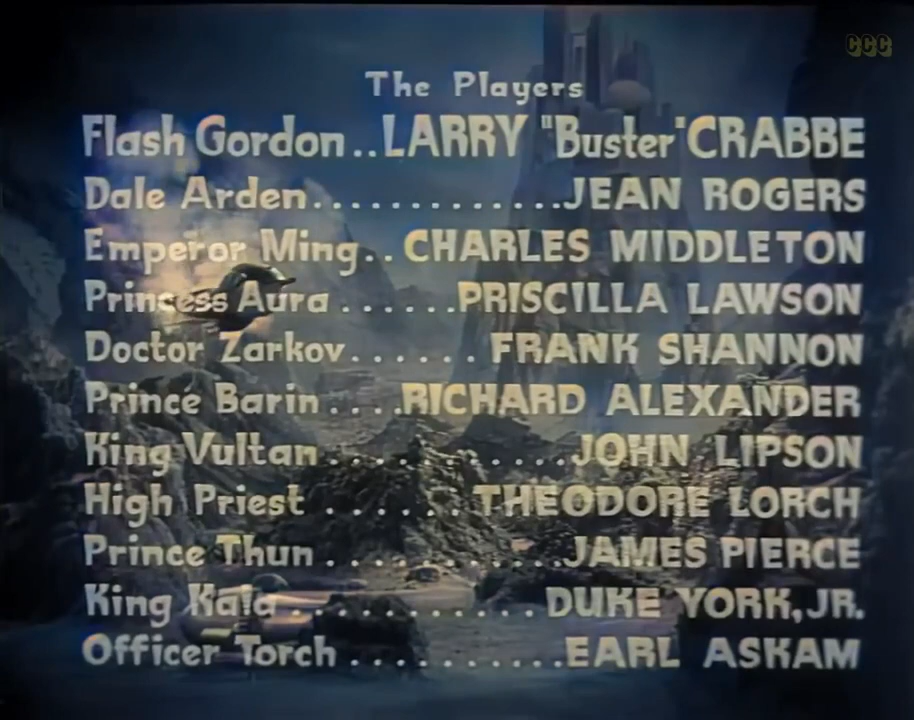 CCC
The Players
Flash Gordon..LARRY "Buster" CRABBE
Dale Arden.............JEAN ROGERS
Emperor Ming..CHARLES MIDDLETON
Princess Aura......PRISCILLA LAWSON
Doctor Zarkov......FRANK SHANNON
Prince Barin....RICHARD ALEXANDER
King Vultan............JOHN LIPSON
High Priest......THEODORE LORCH
Prince Thun............JAMES PIERCE
King Kala............DUKE YORK, JR.
Officer Torch...........EARL ASKAM